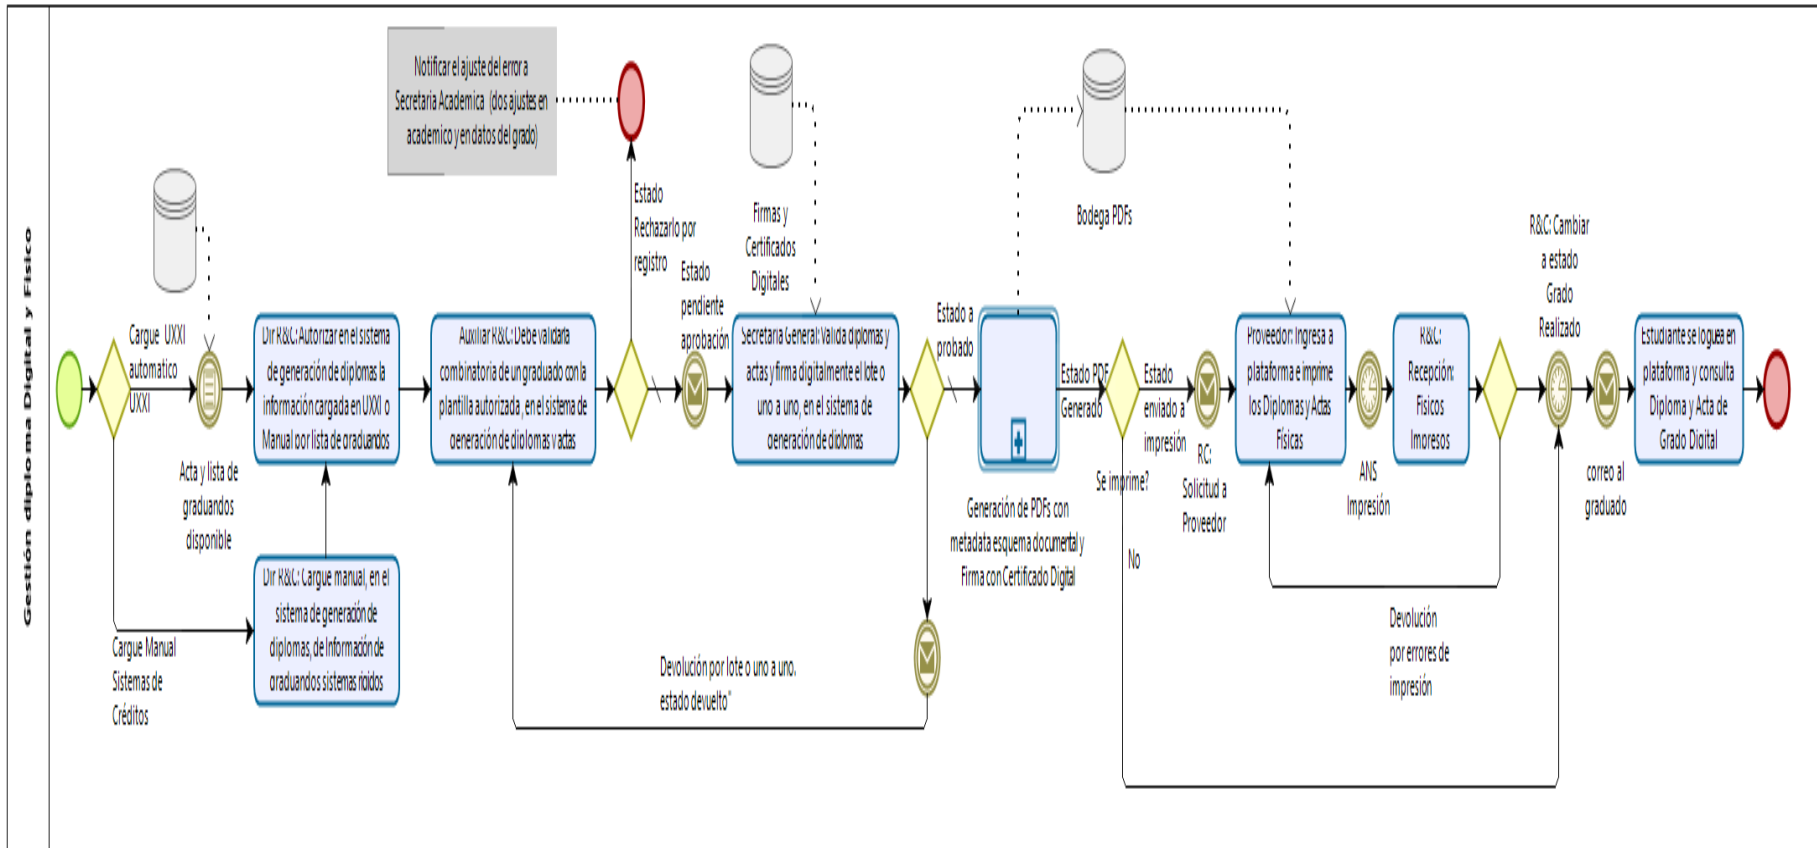 Gestión diploma Digital y Físico
Notificar el ajuste del error a
Secretaria Academica (dos ajustes en
academico y en datos del grado)
Cargue UXXI
automatico
UXXI
Acta y lista de
graduandos
disponible
Cargue Manual
Sistemas de
Créditos
Dir R&C: Autorizar en el sistema
de generación de diplomas la
información cargada en UXXI o
Manual por lista de graduandos
Dir R&C: Cargue manual, en el
sistema de generación de
diplomas, de Información de
graduandos sistemas rigidos
Auxiliar R&C: Debe validar la
combinatoria de un graduado con la
plantilla autorizada, en el sistema de
generación de diplomas y actas
Estado
Rechazarlo por
registro
Estado
pendiente
aprobación
Firmas y
Certificados
Digitales
Secretaria General: Valida diplomas y
actas y firma digitalmente el lote o
uno a uno, en el sistema de
generación de diplomas
Devolución por lote o uno a uno.
estado devuelto"
Estado a
probado
Generación de PDFs con
metadata esquema documental y
Firma con Certificado Digital
Bodega PDFs
Estado PDF
Generado
Se imprime?
No
Estado
enviado a
impresión
RC:
Solicitud a
Proveedor
Proveedor: Ingresa a
plataforma e imprime
los Diplomas y Actas
Físicas
ANS
Impresión
R&C:
Recepción:
Físicos
Impresos
Devolución
por errores de
impresión
R&C: Cambiar
a estado
Grado
Realizado
correo al
graduado
Estudiante se loguea en
plataforma y consulta
Diploma y Acta de
Grado Digital